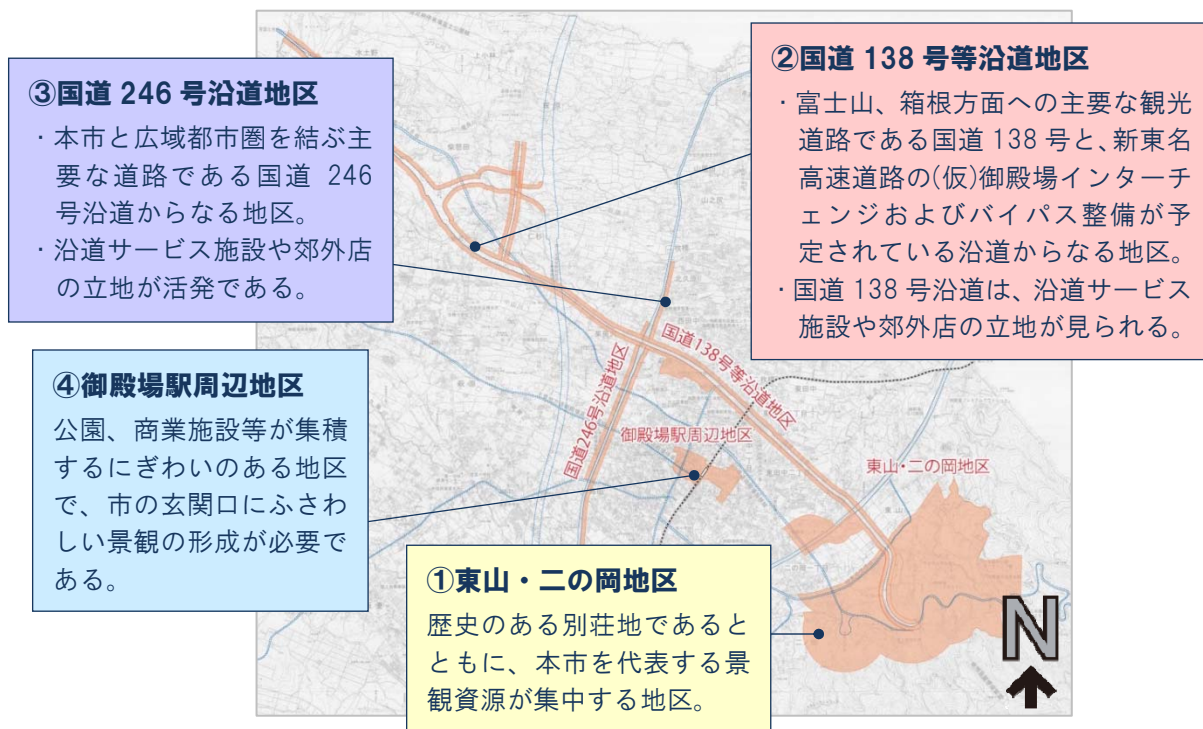 ③国道 246 号沿道地区
・本市と広域都市圏を結ぶ主
要な道路である国道 246
号沿道からなる地区。
・沿道サービス施設や郊外店
の立地が活発である。
②国道 138 号等沿道地区
・富士山、箱根方面への主要な観光
道路である国道 138 号と、新東名
高速道路の(仮)御殿場インターチ
ェンジおよびバイパス整備が予
定されている沿道からなる地区。
・国道 138 号沿道は、沿道サービス
施設や郊外店の立地が見られる。
④御殿場駅周辺地区
公園、商業施設等が集積
するにぎわいのある地区
で、市の玄関口にふさわ
しい景観の形成が必要で
ある。
①東山・二の岡地区
歴史のある別荘地であると
ともに、本市を代表する景
観資源が集中する地区。
国道138号等沿道地区
国道246号沿道地区
御殿場駅周辺地区
東山・二の岡地区
N